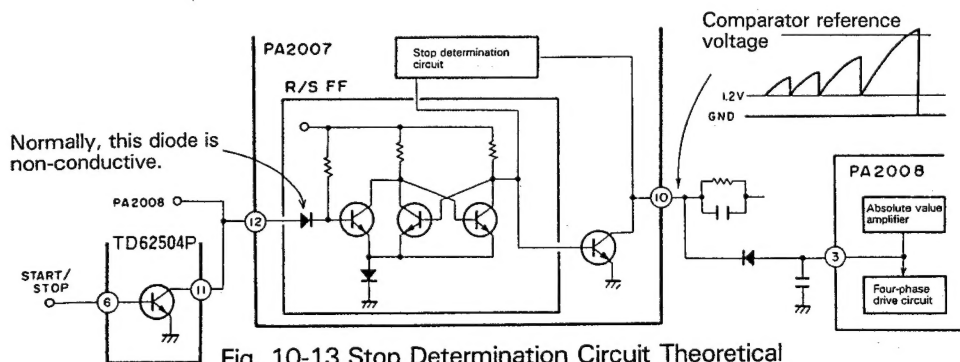 Comparator reference
voltage
PA2007
Stop determination
circuit
R/S FF
1.2V
GND
Normally, this diode is
non-conductive.
PA2008
PA2008
12
10
Absolute value
amplifier
TD62504P
3
START/
STOP
6
11
Four-phase
drive circuit
Fig. 10-13 Stop Determination Circuit Theoretical